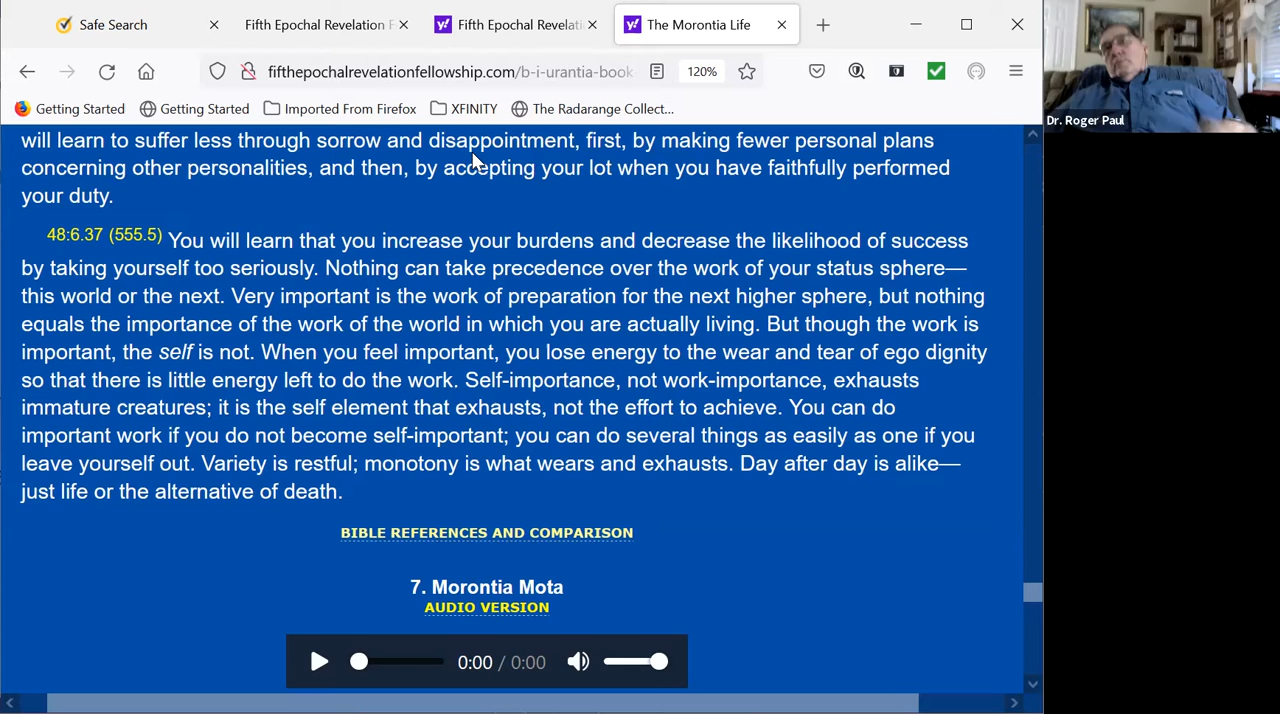 Safe Search
Fifth Epochal Revelation F
Fifth Epochal Revelati
The Morontia Life
fifthepochalrevelationfellowship.com/b-i-urantia-book
120%
Getting Started
Getting Started
Imported From Firefox
XFINITY
The Radarange Collect...
Dr. Roger Paul
will learn to suffer less through sorrow and disappointment, first, by making fewer personal plans
concerning other personalities, and then, by accepting your lot when you have faithfully performed
your duty.
48:6.37 (555.5) You will learn that you increase your burdens and decrease the likelihood of success
by taking yourself too seriously. Nothing can take precedence over the work of your status sphere—
this world or the next. Very important is the work of preparation for the next higher sphere, but nothing
equals the importance of the work of the world in which you are actually living. But though the work is
important, the self is not. When you feel important, you lose energy to the wear and tear of ego dignity
so that there is little energy left to do the work. Self-importance, not work-importance, exhausts
immature creatures; it is the self element that exhausts, not the effort to achieve. You can do
important work if you do not become self-important; you can do several things as easily as one if you
leave yourself out. Variety is restful; monotony is what wears and exhausts. Day after day is alike—
just life or the alternative of death.
BIBLE REFERENCES AND COMPARISON
7. Morontia Mota
AUDIO VERSION
0:00 / 0:00